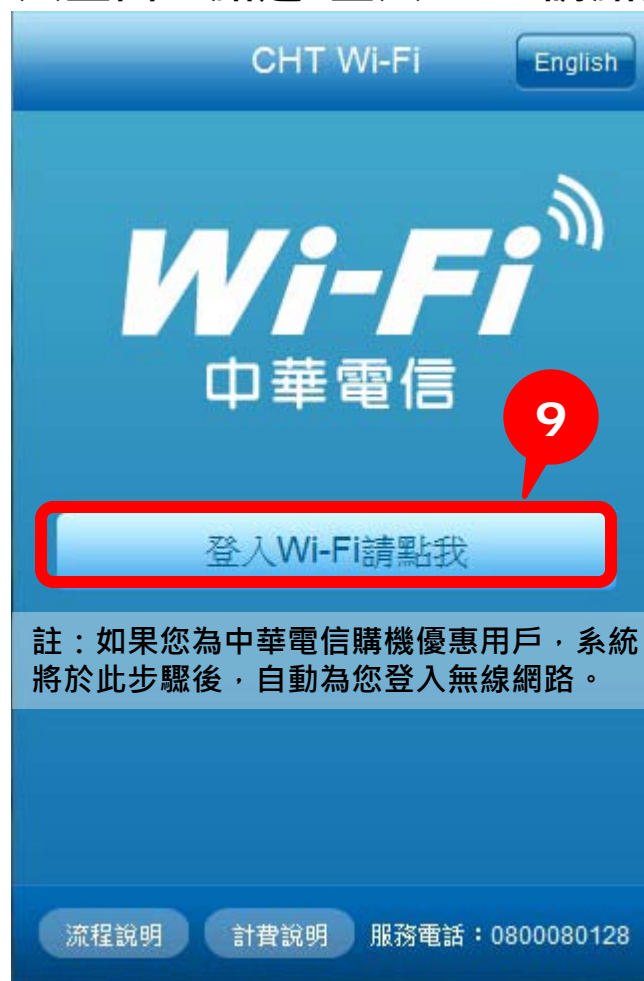 CHT Wi-Fi
English
Wi-Fi
中華電信
9
登入Wi-Fi請點我
註：如果您為中華電信購機優惠用戶，系統
將於此步驟後，自動為您登入無線網路。
流程說明 計費說明 服務電話：0800080128